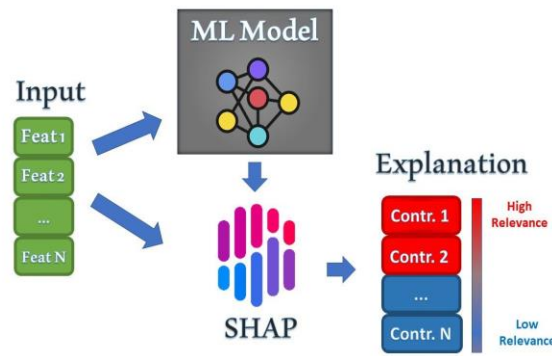 ML Model
Input
Feat 1
Feat 2
...
Feat N
SHAP
Explanation
Contr. 1
Contr. 2
...
Contr. N
High
Relevance
Low
Relevance